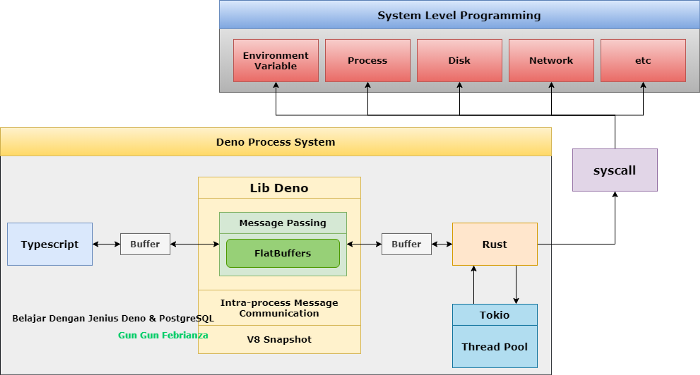 System Level Programming
Environment
Variable
Process
Disk
Network
etc
Deno Process System
syscall
Lib Deno
Message Passing
FlatBuffers
Typescript
Buffer
Buffer
Rust
Intra-process Message
Communication
V8 Snapshot
Tokio
Thread Pool
Belajar Dengan Jenius Deno & PostgreSQL
Gun Gun Febrianza